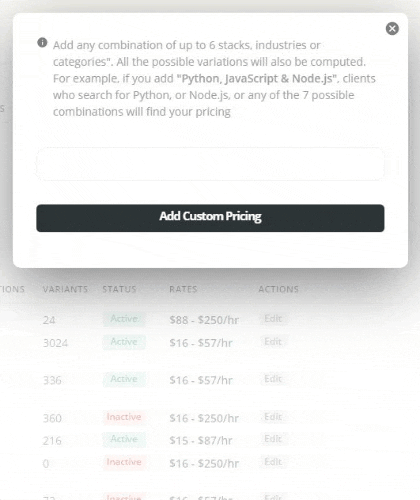 Add any combination of up to 6 stacks, industries or
categories". All the possible variations will also be computed.
For example, if you add "Python, JavaScript & Node.js", clients
who search for Python, or Node.js, or any of the 7 possible
combinations will find your pricing
Add Custom Pricing
IONS VARIANTS STATUS RATES ACTIONS
24 Active $88 - $250/hr Edit
3024 Active $16 - $57/hr Edit
336 Active $16 - $57/hr Edit
360 Inactive $16 - $250/hr Edit
216 Active $15 - $87/hr Edit
0 Inactive $16 - $250/hr Edit
Inactive $16 - $57/hr Edit